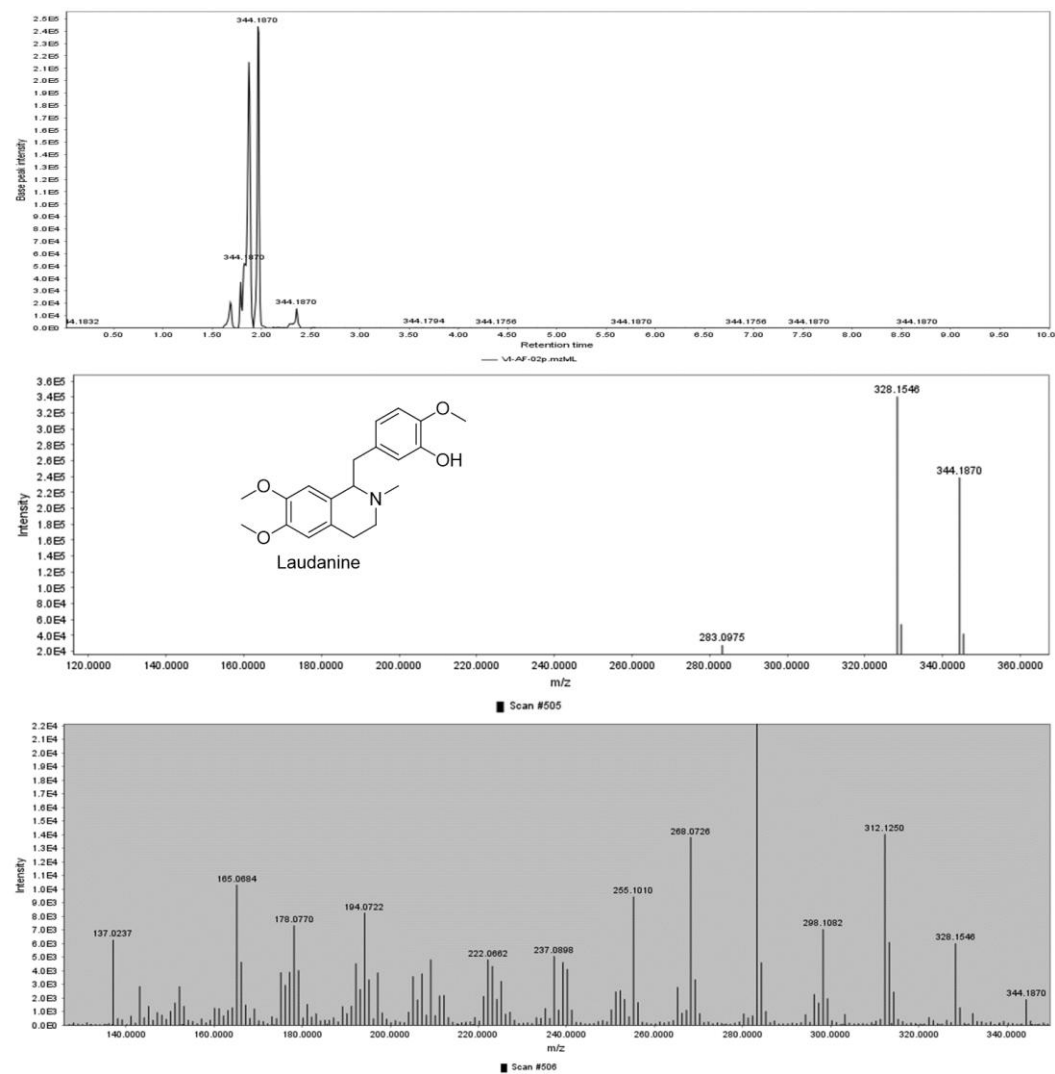 2.5E5
2.4E5
2.3E5
2.2E5
2.1E5
2.0E5
1.9E5
1.8E5
1.7E5
1.6E5
1.5E5
1.4E5
1.3E5
1.2E5
1.1E5
1.0E5
9.0E4
8.0E4
7.0E4
6.0E4
5.0E4
4.0E4
3.0E4
2.0E4
1.0E4
0.0E0
Base peak intensity
344.1870
344.1870
344.1870
344.1794 344.1756 344.1870 344.1756 344.1870 344.1870
0.50 1.00 1.50 2.00 2.50 3.00 3.50 4.00 4.50 5.00 5.50 6.00 6.50 7.00 7.50 8.00 8.50 9.00 9.50 10.0
Retention time
3.6E5
3.4E5
3.2E5
3.0E5
2.8E5
2.6E5
2.4E5
2.2E5
2.0E5
1.8E5
1.6E5
1.4E5
1.2E5
1.0E5
8.0E4
6.0E4
4.0E4
2.0E4
Intensity
328.1546
344.1870
283.0975
O
OH
N
O
O
Laudanine
120.0000 140.0000 160.0000 180.0000 200.0000 220.0000 240.0000 260.0000 280.0000 300.0000 320.0000 340.0000 360.0000
m/z
Scan #505
2.2E4
2.1E4
2.0E4
1.9E4
1.8E4
1.7E4
1.6E4
1.5E4
1.4E4
1.3E4
1.2E4
1.1E4
1.0E4
9.0E3
8.0E3
7.0E3
6.0E3
5.0E3
4.0E3
3.0E3
2.0E3
1.0E3
0.0E0
Intensity
137.0237
165.0684
178.0770
194.0722
222.0662
237.0898
255.1010
268.0726
298.1082
312.1250
328.1546
344.1870
140.0000 160.0000 180.0000 200.0000 220.0000 240.0000 260.0000 280.0000 300.0000 320.0000 340.0000
m/z
Scan #506